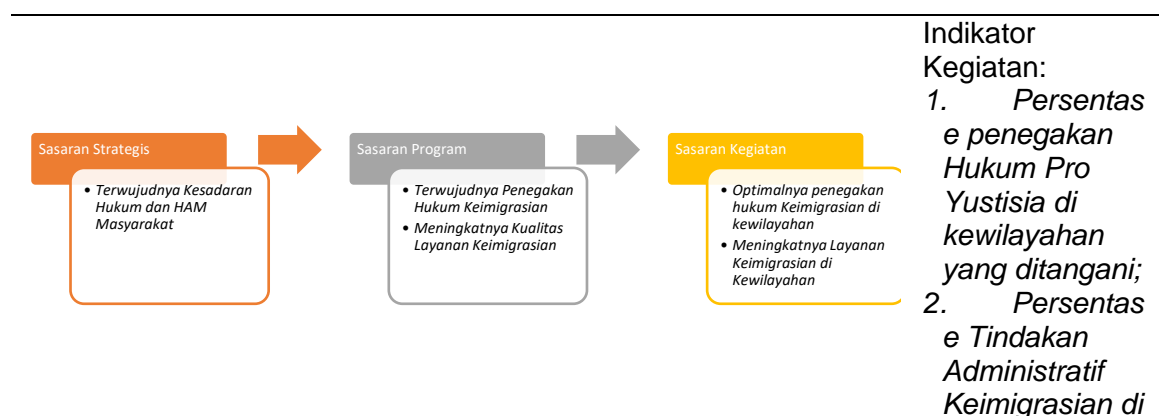 Sasaran Strategis
• Terwujudnya Kesadaran
Hukum dan HAM
Masyarakat
Sasaran Program
• Terwujudnya Penegakan
Hukum Keimigrasian
• Meningkatnya Kualitas
Layanan Keimigrasian
Sasaran Kegiatan
• Optimalnya penegakan
hukum Keimigrasian di
kewilayahan
• Meningkatnya Layanan
Keimigrasian di
Kewilayahan
Indikator
Kegiatan:
1. Persentas
e penegakan
Hukum Pro
Yustisia di
kewilayahan
yang ditangani;
2. Persentas
e Tindakan
Administratif
Keimigrasian di